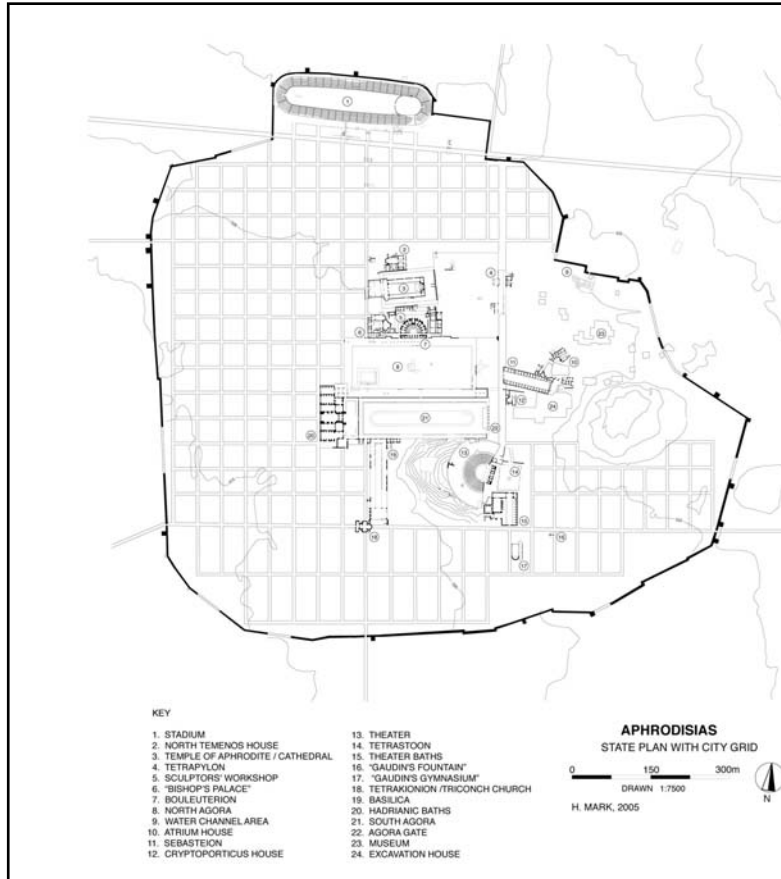 KEY
1. STADIUM
2. NORTH TEMENOS HOUSE
3. TEMPLE OF APHRODITE / CATHEDRAL
4. TETRAPYLON
5. SCULPTORS' WORKSHOP
6. "BISHOP'S PALACE"
7. BOULEUTERION
8. NORTH AGORA
9. WATER CHANNEL AREA
10. ATRIUM HOUSE
11. SEBASTEION
12. CRYPTOPORTICUS HOUSE
13. THEATER
14. TETRASTOON
15. THEATER BATHS
16. "GAUDIN'S FOUNTAIN"
17. "GAUDIN'S GYMNASIUM"
18. TETRAKIONION /TRICONCH CHURCH
19. BASILICA
20. HADRIANIC BATHS
21. SOUTH AGORA
22. AGORA GATE
23. MUSEUM
24. EXCAVATION HOUSE
APHRODISIAS
STATE PLAN WITH CITY GRID
0 150 300m
DRAWN 1:7500
N
H. MARK, 2005